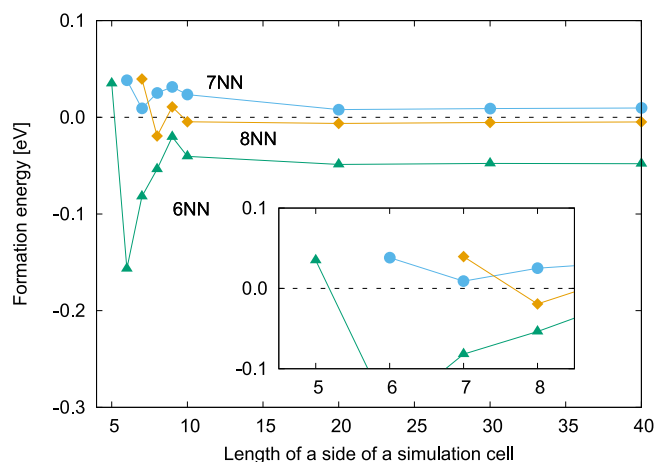 0.1
0.0
−0.1
−0.2
−0.3
Formation energy [eV]
7NN
8NN
6NN
0.1
0.0
-0.1
5 6 7 8
5 10 15 20 25 30 35 40
Length of a side of a simulation cell